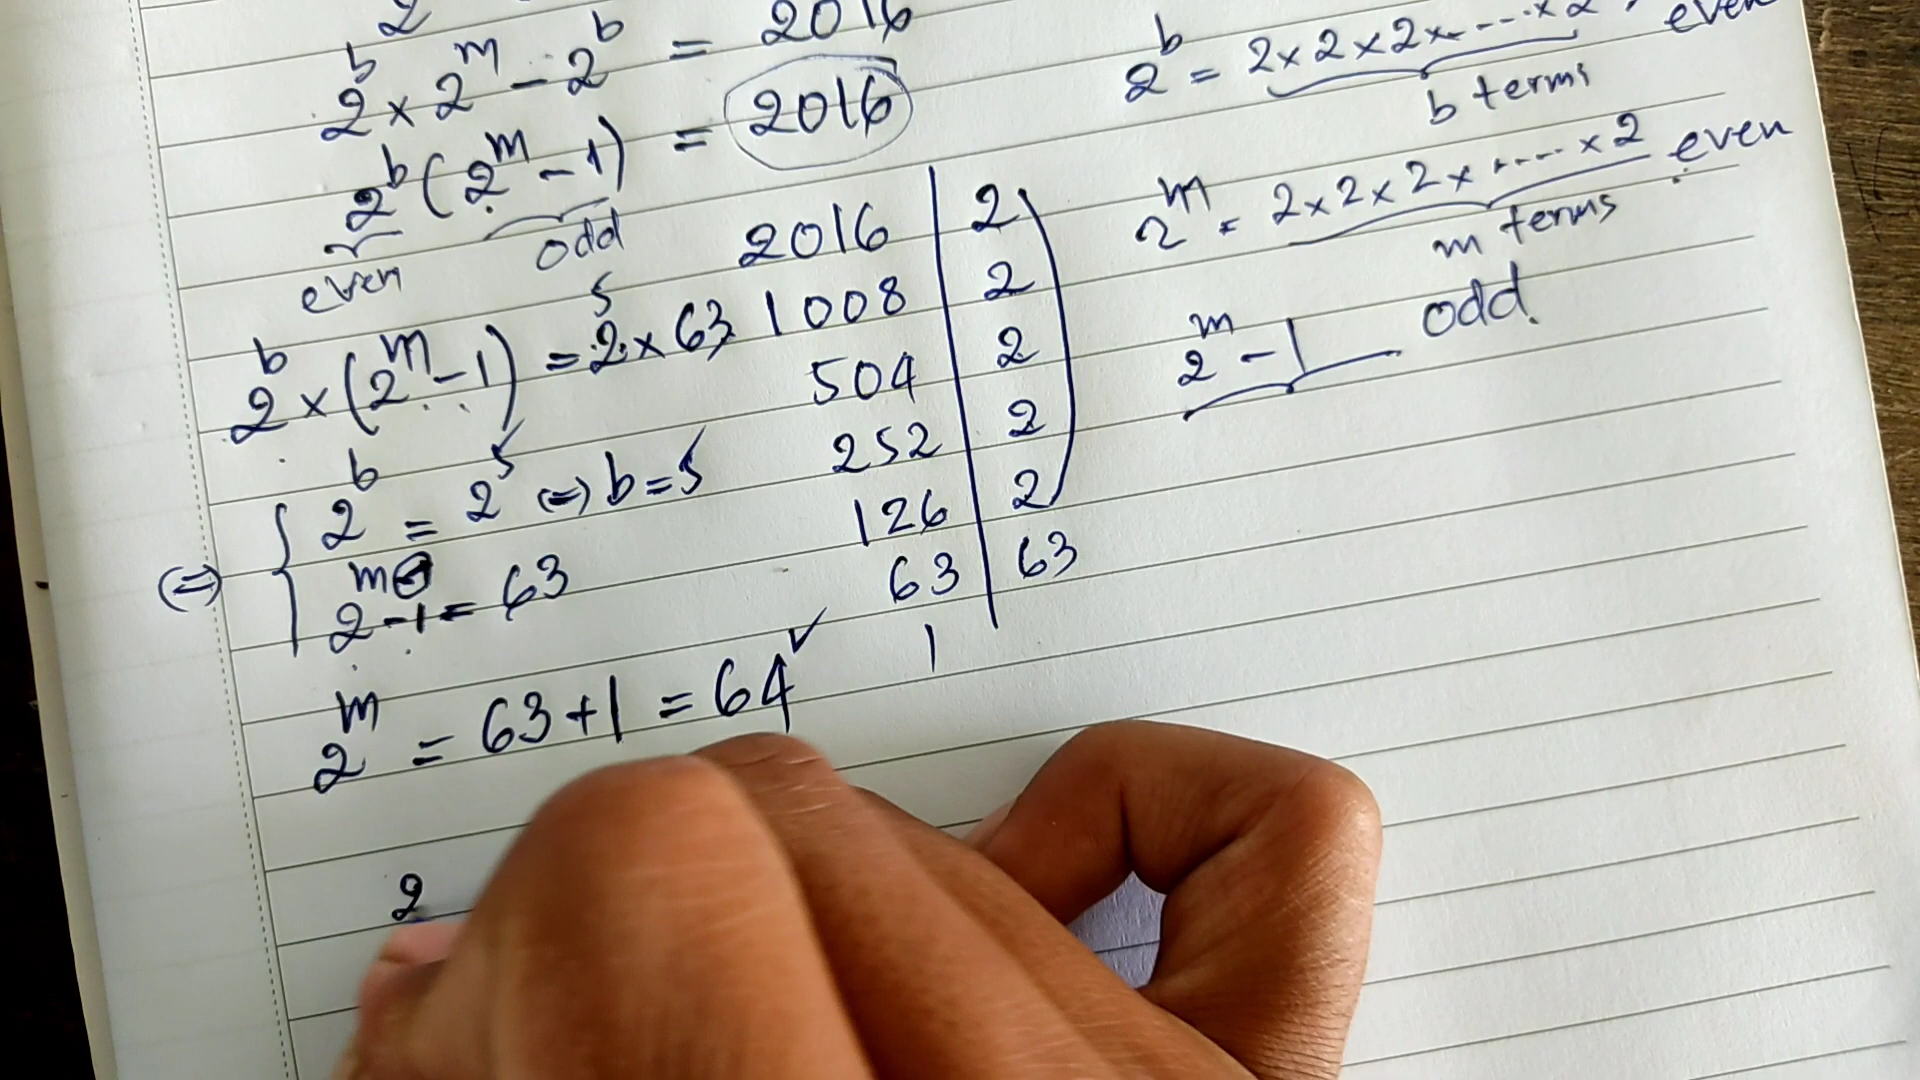 2
2^b × 2^m - 2^b = 2016
2^b (2^m - 1) = 2016
even odd
2^b × (2^m - 1) = 2^5 × 63
⇔ { 2^b = 2^5 ⇔ b = 5
2^m - 1 = 63
2^m = 63 + 1 = 64 ✓
2
2016 | 2
1008 | 2
504 | 2
252 | 2
126 | 2
63 | 63
1
2^b = 2 × 2 × 2 × ..... × 2, even
b terms
2^m = 2 × 2 × 2 × ..... × 2 even
m terms
2^m - 1 odd.